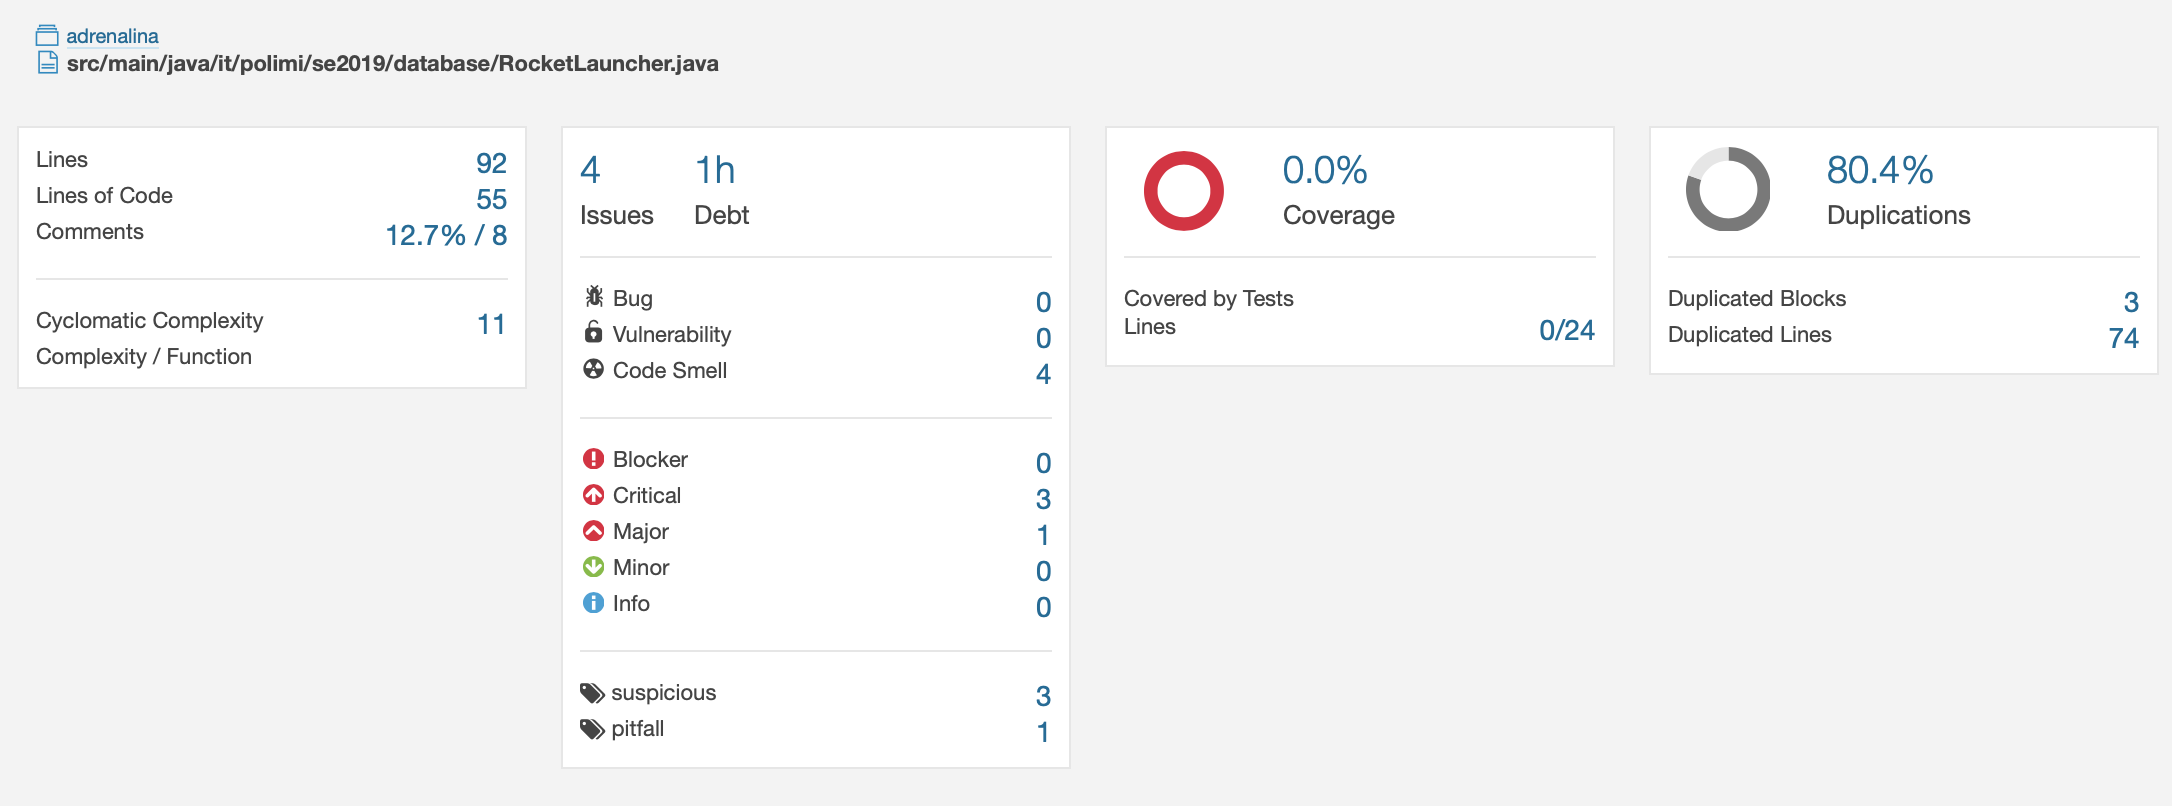 adrenalina
src/main/java/it/polimi/se2019/database/RocketLauncher.java
Lines 92
Lines of Code 55
Comments 12.7% / 8
Cyclomatic Complexity 11
Complexity / Function
4 1h
Issues Debt
Bug 0
Vulnerability 0
Code Smell 4
Blocker 0
Critical 3
Major 1
Minor 0
Info 0
suspicious 3
pitfall 1
0.0%
Coverage
Covered by Tests
Lines 0/24
80.4%
Duplications
Duplicated Blocks 3
Duplicated Lines 74